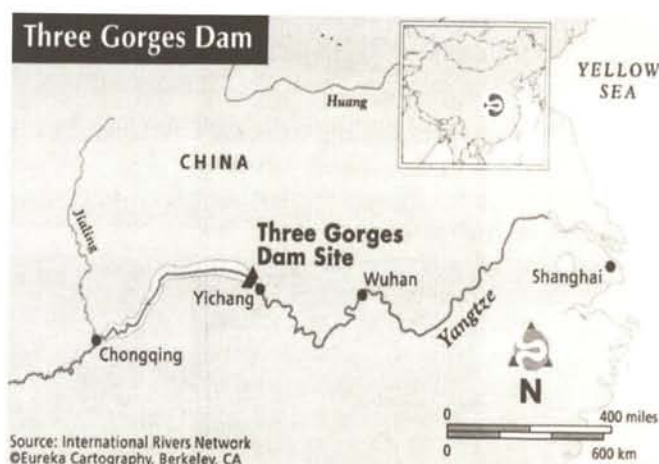 Three Gorges Dam
YELLOW
SEA
Huang
CHINA
Jialing
Three Gorges
Dam Site
Yichang
Wuhan
Shanghai
Yangtze
Chongqing
N
0 400 miles
0 600 km
Source: International Rivers Network
©Eureka Cartography, Berkeley, CA